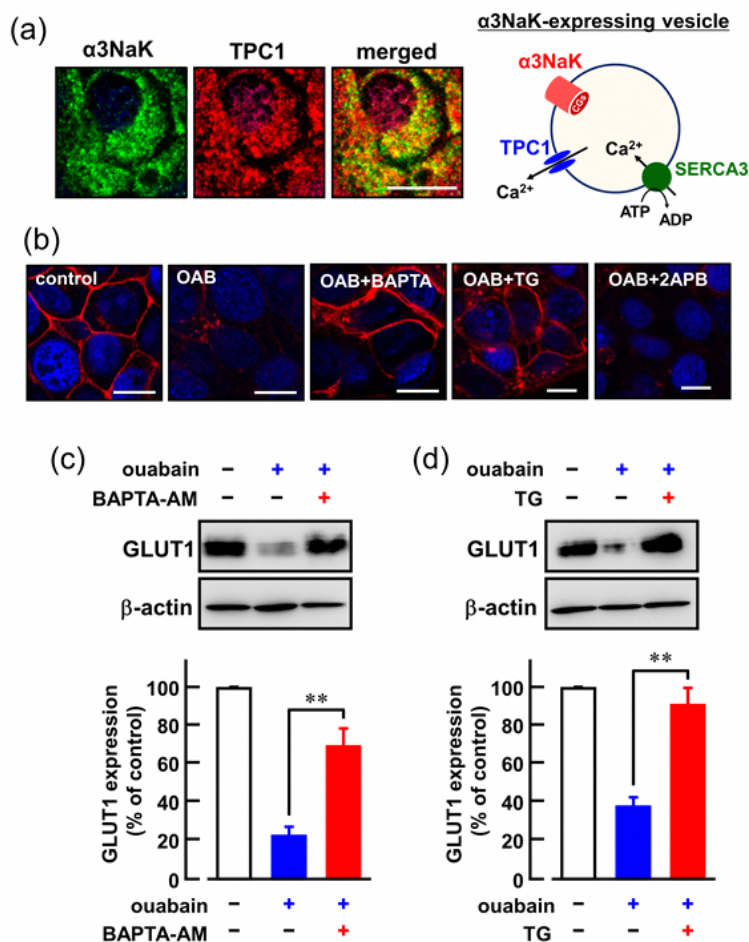 (a)
α3NaK
TPC1
merged
α3NaK-expressing vesicle
α3NaK
CGs
TPC1
Ca2+
Ca2+
SERCA3
ATP
ADP
(b)
control
OAB
OAB+BAPTA
OAB+TG
OAB+2APB
(c)
ouabain − + +
BAPTA-AM − − +
GLUT1
β-actin
GLUT1 expression
(% of control)
100
80
60
40
20
0
**
ouabain − + +
BAPTA-AM − − +
(d)
ouabain − + +
TG − − +
GLUT1
β-actin
GLUT1 expression
(% of control)
100
80
60
40
20
0
**
ouabain − + +
TG − − +